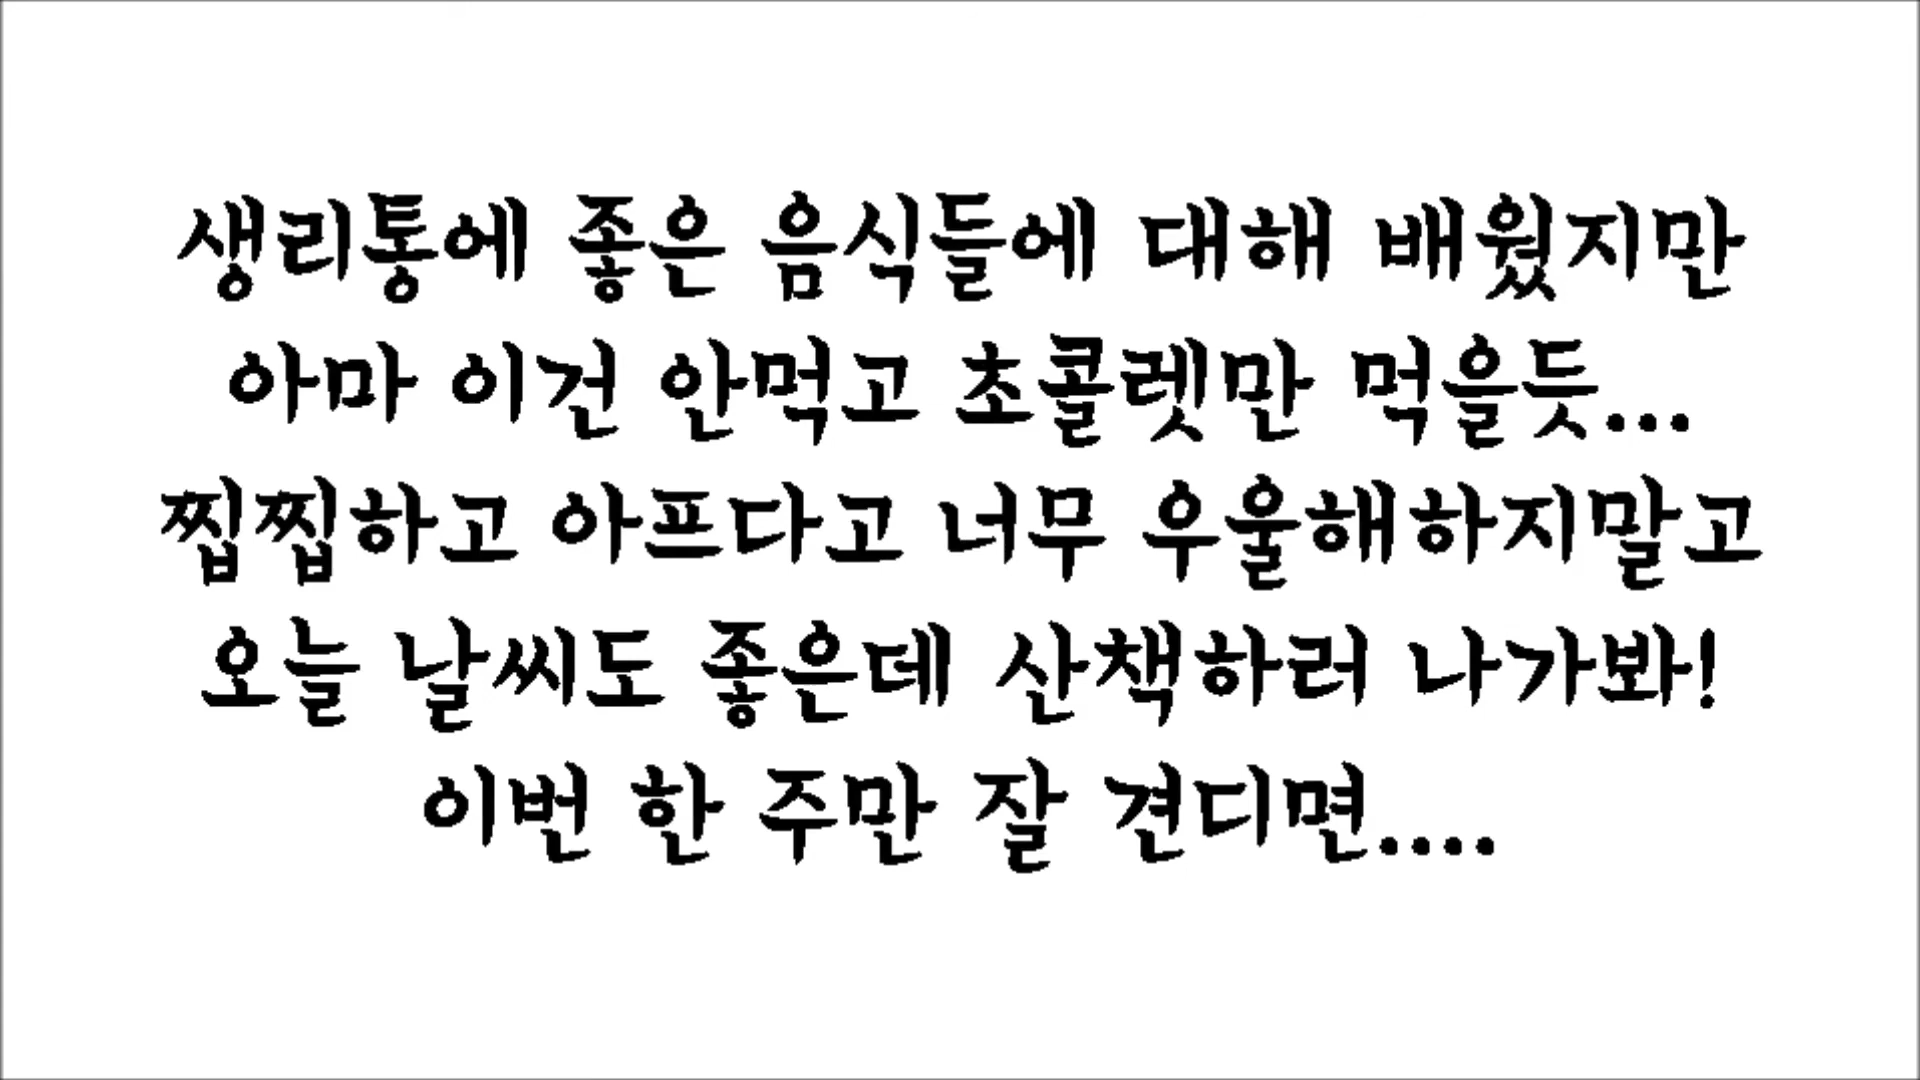 생리통에 좋은 음식들에 대해 배웠지만
아마 이건 안먹고 초콜렛만 먹을듯...
찝찝하고 아프다고 너무 우울해하지말고
오늘 날씨도 좋은데 산책하러 나가봐!
이번 한 주만 잘 견디면....